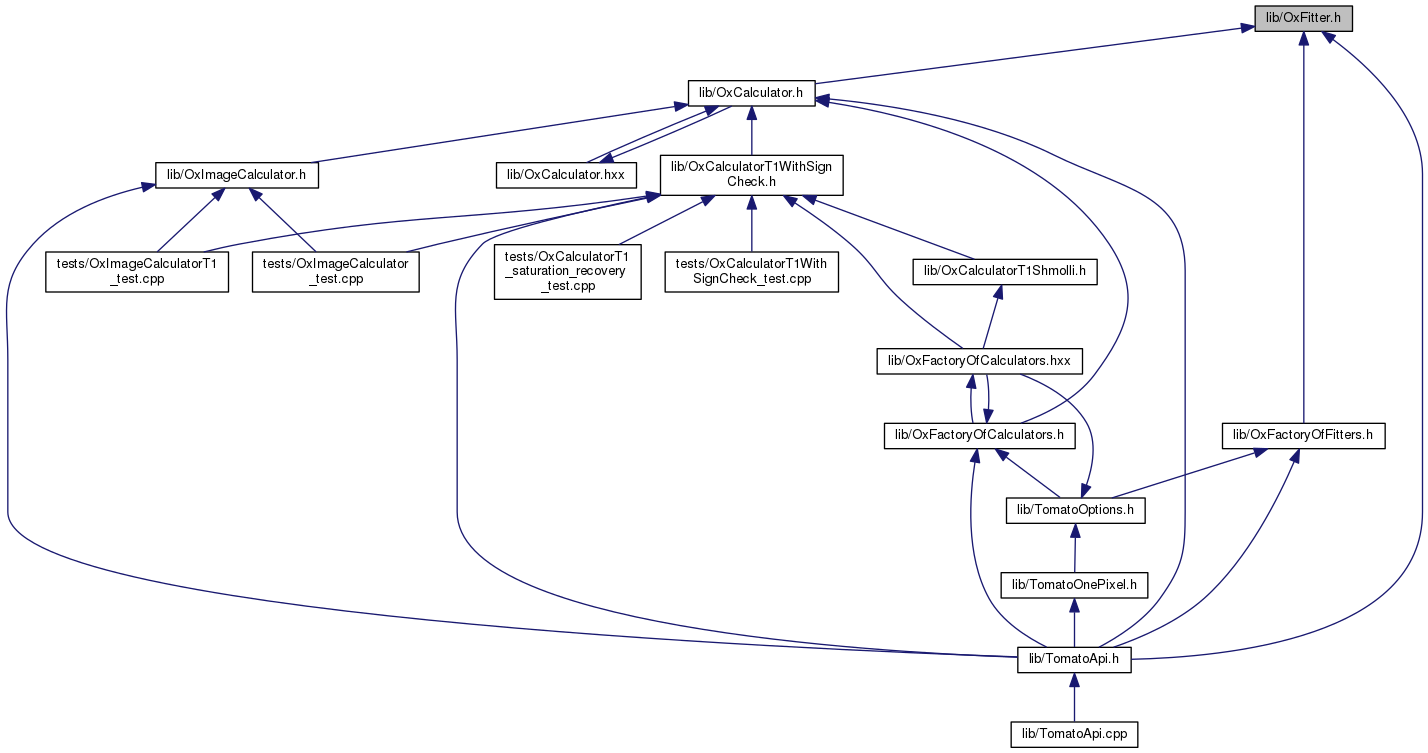 lib/OxFitter.h
lib/OxCalculator.h
lib/OxImageCalculator.h
lib/OxCalculator.hxx
lib/OxCalculatorT1WithSign
Check.h
tests/OxImageCalculatorT1
_test.cpp
tests/OxImageCalculator
_test.cpp
tests/OxCalculatorT1
_saturation_recovery
_test.cpp
tests/OxCalculatorT1With
SignCheck_test.cpp
lib/OxCalculatorT1Shmolli.h
lib/OxFactoryOfCalculators.hxx
lib/OxFactoryOfCalculators.h
lib/OxFactoryOfFitters.h
lib/TomatoOptions.h
lib/TomatoOnePixel.h
lib/TomatoApi.h
lib/TomatoApi.cpp